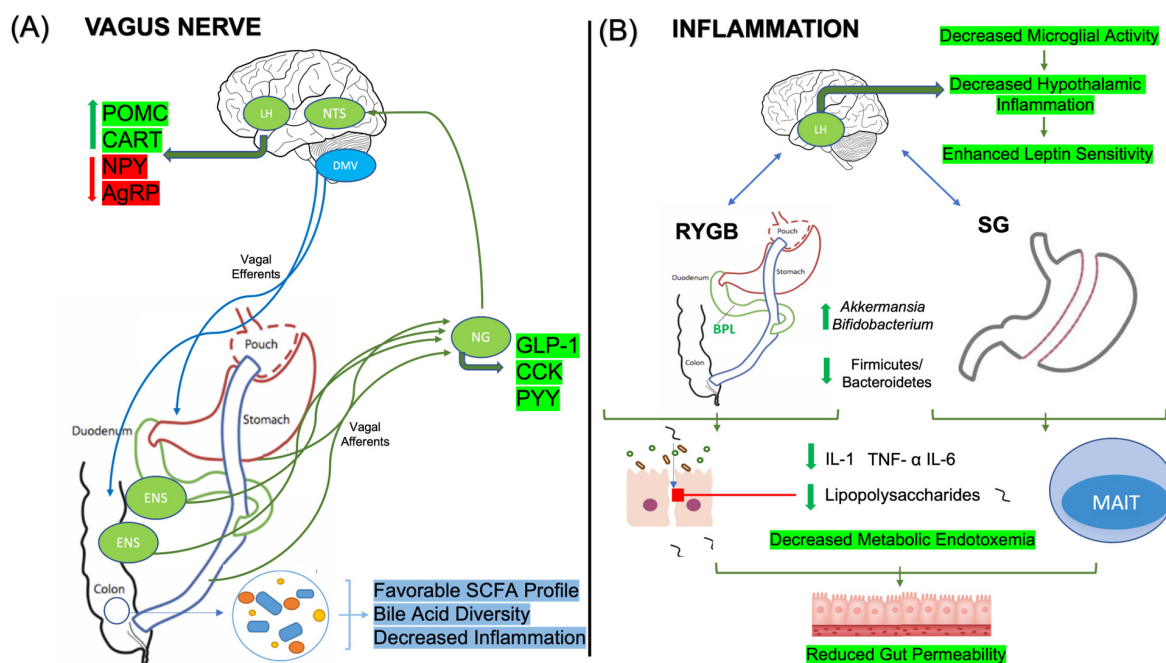 (A) VAGUS NERVE
POMC
CART
NPY
AgRP
LH
NTS
DMV
Vagal
Efferents
NG
GLP-1
CCK
PYY
Pouch
Stomach
Duodenum
Vagal
Afferents
ENS
ENS
Colon
Favorable SCFA Profile
Bile Acid Diversity
Decreased Inflammation
(B) INFLAMMATION
Decreased Microglial Activity
Decreased Hypothalamic
Inflammation
Enhanced Leptin Sensitivity
LH
RYGB
SG
Pouch
Duodenum
Stomach
BPL
Colon
Akkermansia
Bifidobacterium
Firmicutes/
Bacteroidetes
IL-1 TNF- α IL-6
Lipopolysaccharides
MAIT
Decreased Metabolic Endotoxemia
Reduced Gut Permeability